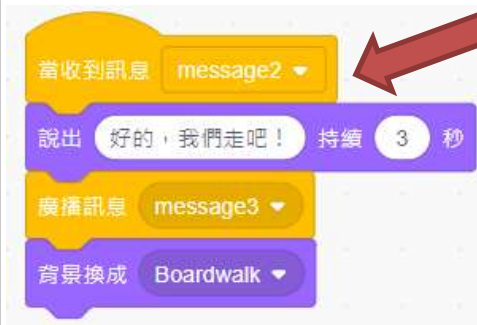 當收到訊息 message2
說出 好的，我們走吧！ 持續 3 秒
廣播訊息 message3
背景換成 Boardwalk